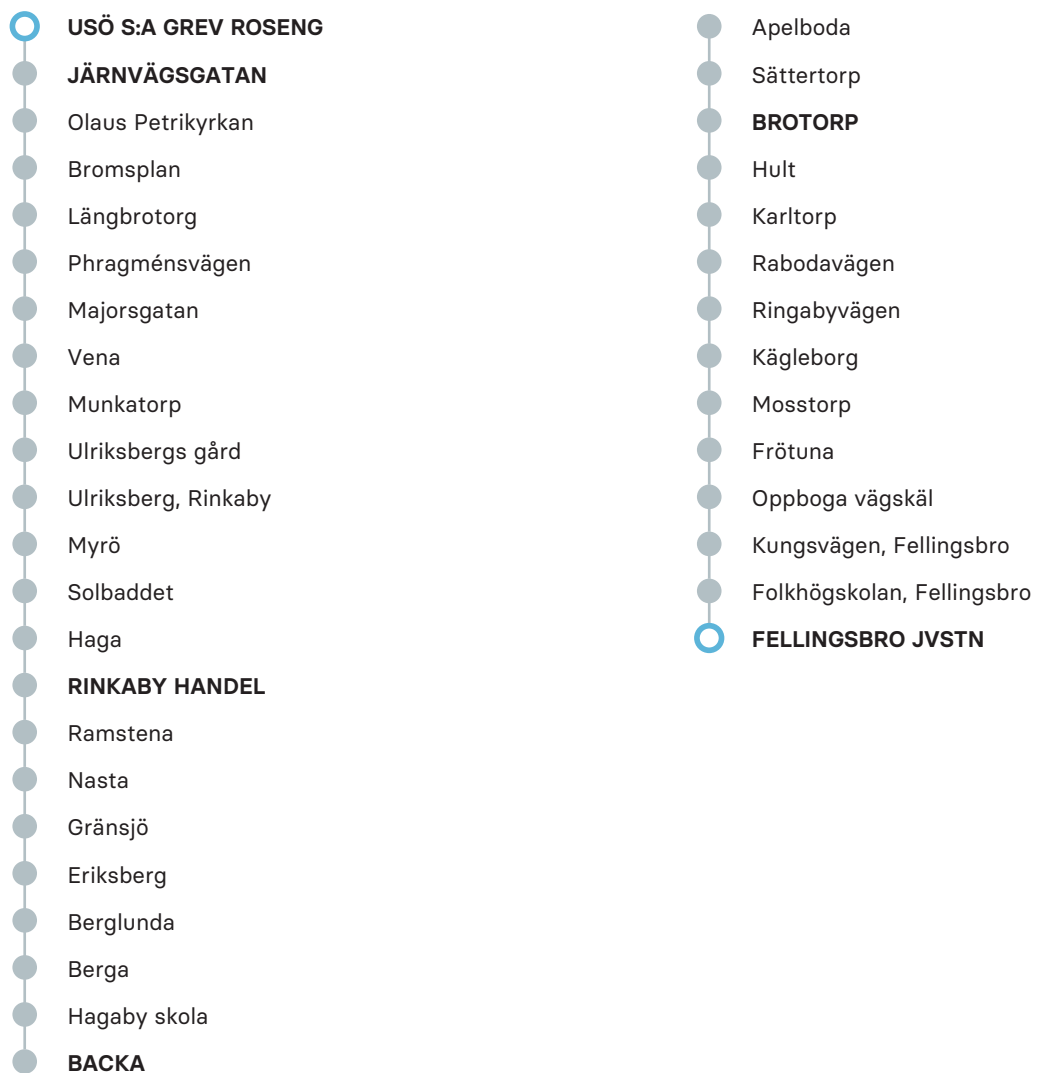 USÖ S:A GREV ROSENG
JÄRNVÄGSGATAN
Olaus Petrikyrkan
Bromsplan
Längbrotorg
Phragménsvägen
Majorsgatan
Vena
Munkatorp
Ulriksbergs gård
Ulriksberg, Rinkaby
Myrö
Solbaddet
Haga
RINKABY HANDEL
Ramstena
Nasta
Gränsjö
Eriksberg
Berglunda
Berga
Hagaby skola
BACKA
Apelboda
Sättertorp
BROTORP
Hult
Karltorp
Rabodavägen
Ringabyvägen
Kägleborg
Mosstorp
Frötuna
Oppboga vägskäl
Kungsvägen, Fellingsbro
Folkhögskolan, Fellingsbro
FELLINGSBRO JVSTN